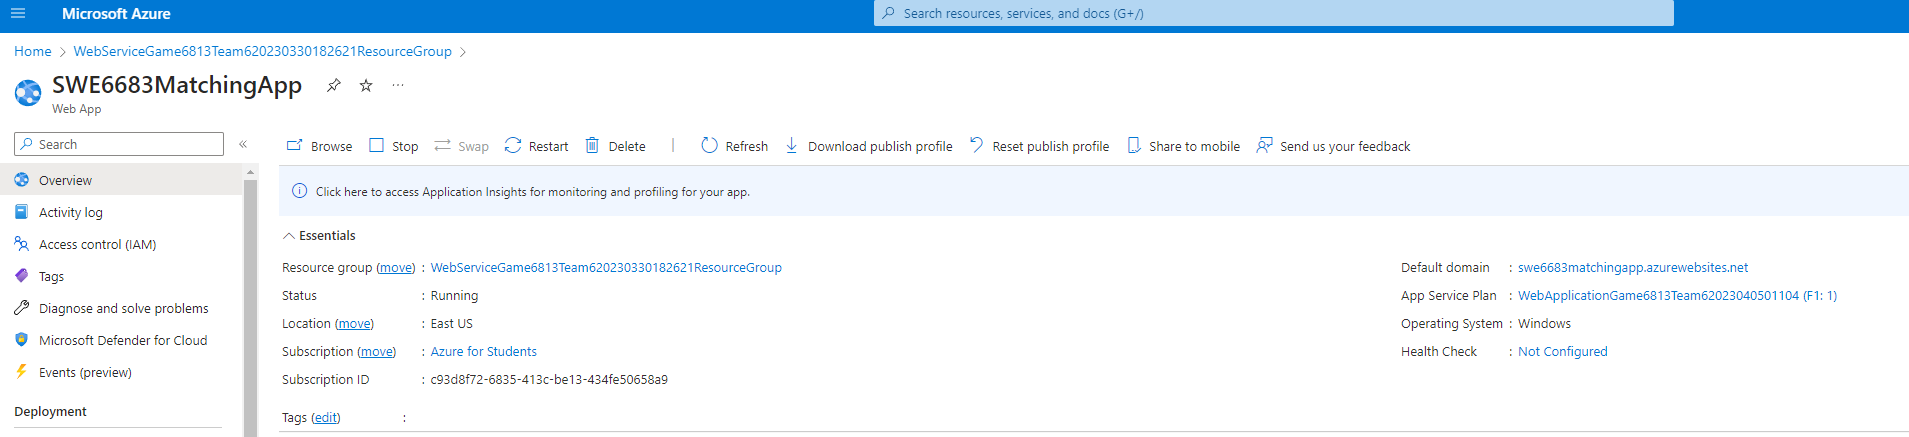 Microsoft Azure
Search resources, services, and docs (G+/)
Home > WebServiceGame6813Team620230330182621ResourceGroup >
SWE6683MatchingApp ...
Web App
Search «
Browse Stop Swap Restart Delete | Refresh Download publish profile Reset publish profile Share to mobile Send us your feedback
Click here to access Application Insights for monitoring and profiling for your app.
Overview
Activity log
Access control (IAM)
Tags
Diagnose and solve problems
Microsoft Defender for Cloud
Events (preview)
Deployment
Essentials
Resource group (move) : WebServiceGame6813Team620230330182621ResourceGroup
Status : Running
Location (move) : East US
Subscription (move) : Azure for Students
Subscription ID : c93d8f72-6835-413c-be13-434fe50658a9
Tags (edit) :
Default domain : swe6683matchingapp.azurewebsites.net
App Service Plan : WebApplicationGame6813Team62023040501104 (F1: 1)
Operating System : Windows
Health Check : Not Configured